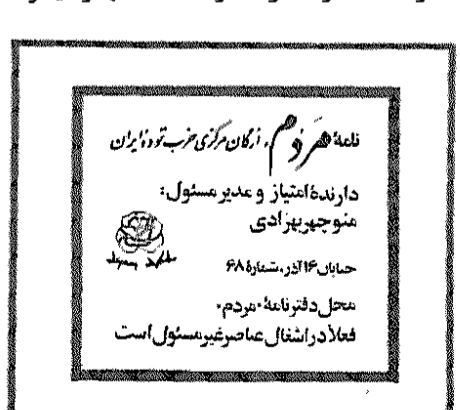 نامهٔ مردم، ارگان مرکزی حزب تودهٔ ایران
دارندهٔ امتیاز و مدیر مسئول:
منوچهر بهزادی
خیابان ۱۶ آذر، شمارهٔ ۶۸
محل دفتر نامهٔ «مردم»
فعلاً در اشغال عناصر غیرمسئول است